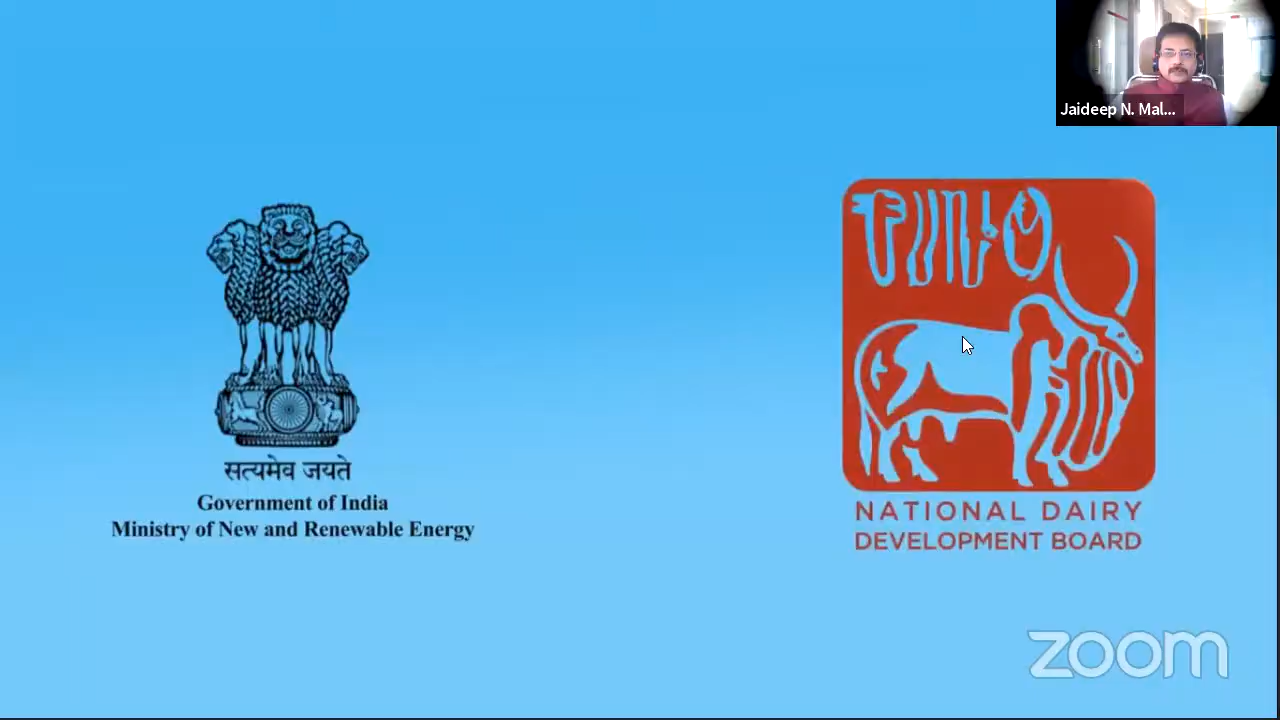 Jaideep N. Mal...
सत्यमेव जयते
Government of India
Ministry of New and Renewable Energy
NATIONAL DAIRY
DEVELOPMENT BOARD
zoom